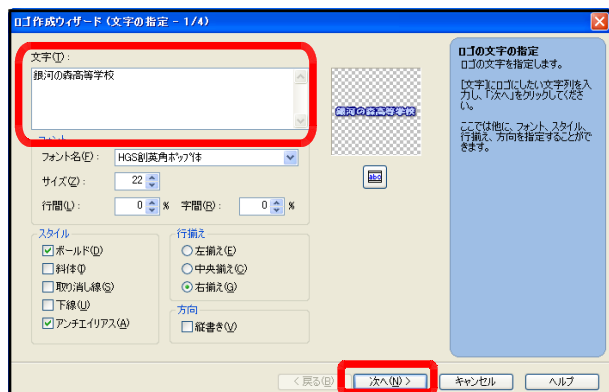 ロゴ作成ウィザード (文字の指定 - 1/4)
文字(T):
銀河の森高等学校
銀河の森高等学校
abc
フォント
フォント名(F): HGS創英角ポップ体
サイズ(Z): 22
行間(L): 0 % 字間(R): 0 %
スタイル
ボールド(D)
斜体(I)
取り消し線(S)
下線(U)
アンチエイリアス(A)
行揃え
左揃え(E)
中央揃え(C)
右揃え(G)
方向
縦書き(V)
ロゴの文字の指定
ロゴの文字を指定します。
[文字]にロゴにしたい文字列を入
力し、「次へ」をクリックしてくださ
い。
ここでは他に、フォント、スタイル、
行揃え、方向を指定することがで
きます。
< 戻る(B) 次へ(N) > キャンセル ヘルプ